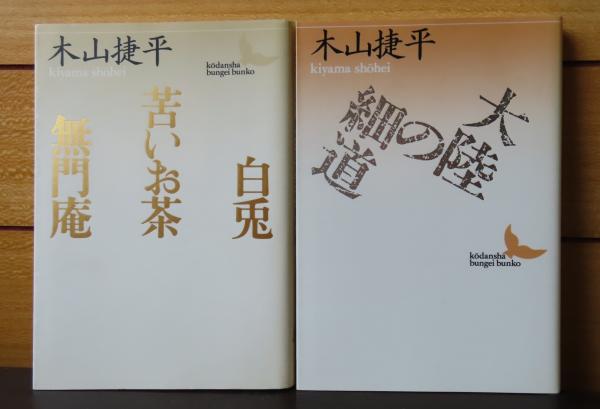 木山捷平
kiyama shōhei
kōdansha
bungei bunko
白兎
苦いお茶
無門庵
木山捷平
kiyama shōhei
大陸の細道
kōdansha
bungei bunko